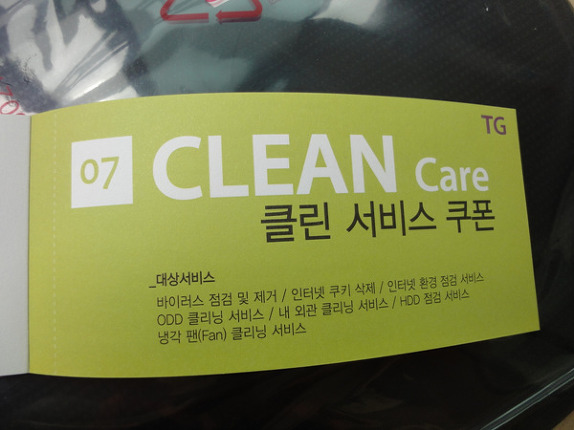 TG
07 CLEAN Care
클린 서비스 쿠폰
_대상서비스
바이러스 점검 및 제거 / 인터넷 쿠키 삭제 / 인터넷 환경 점검 서비스
ODD 클리닝 서비스 / 내 외관 클리닝 서비스 / HDD 점검 서비스
냉각 팬(Fan) 클리닝 서비스